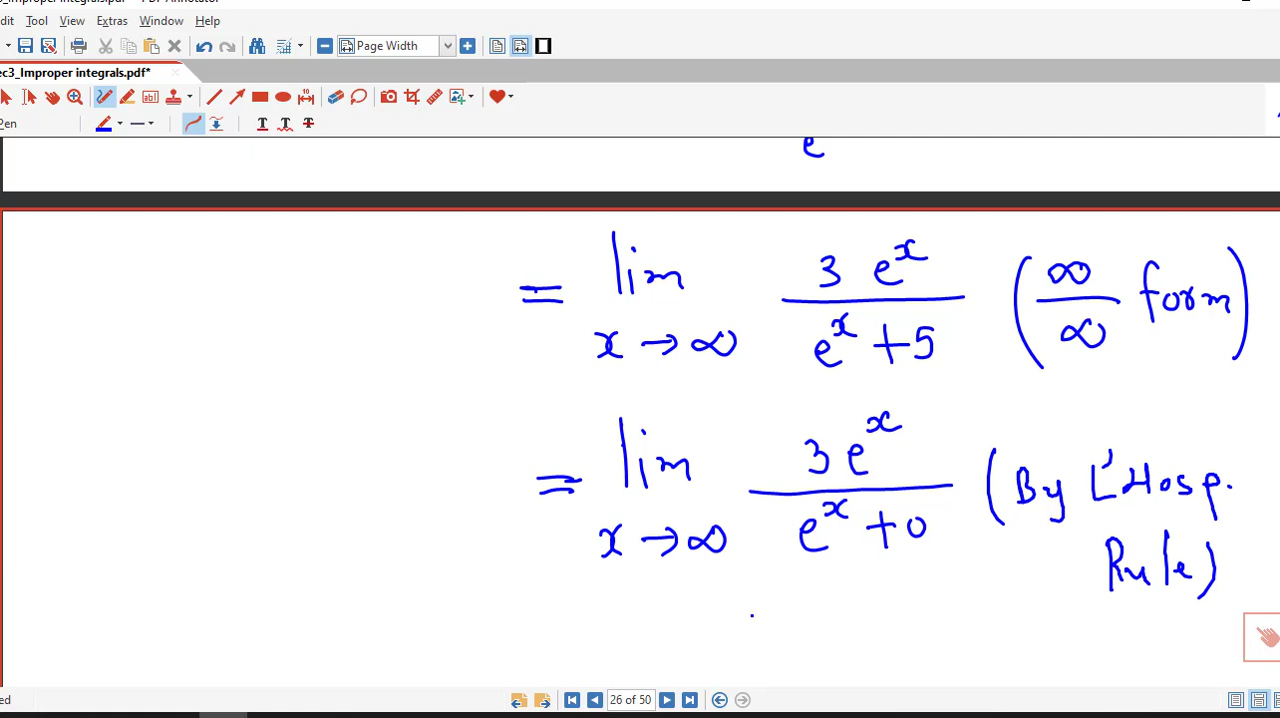 dit Tool View Extras Window Help
Page Width
ec3_Improper integrals.pdf*
Pen
e
= lim x → ∞ 3 e^x / e^x + 5 (∞/∞ form)
= lim x → ∞ 3 e^x / e^x + 0 (By L'Hosp. Rule)
26 of 50